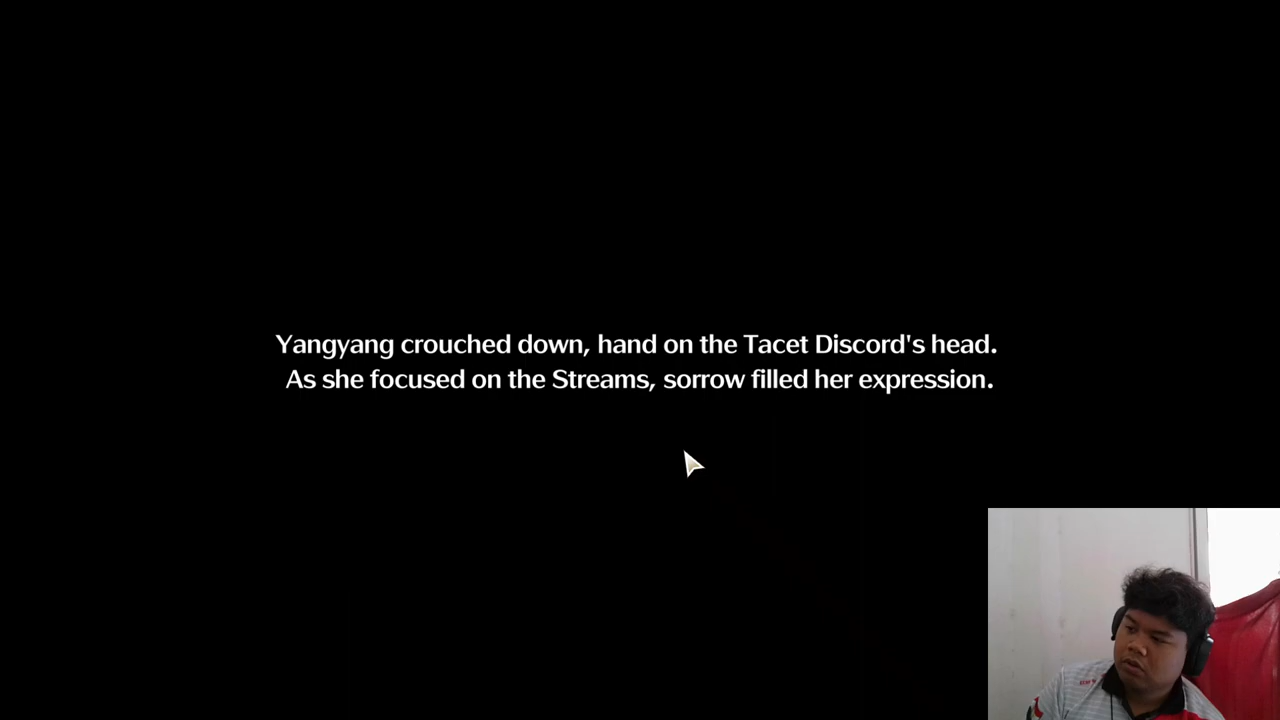 Yangyang crouched down, hand on the Tacet Discord's head.
As she focused on the Streams, sorrow filled her expression.